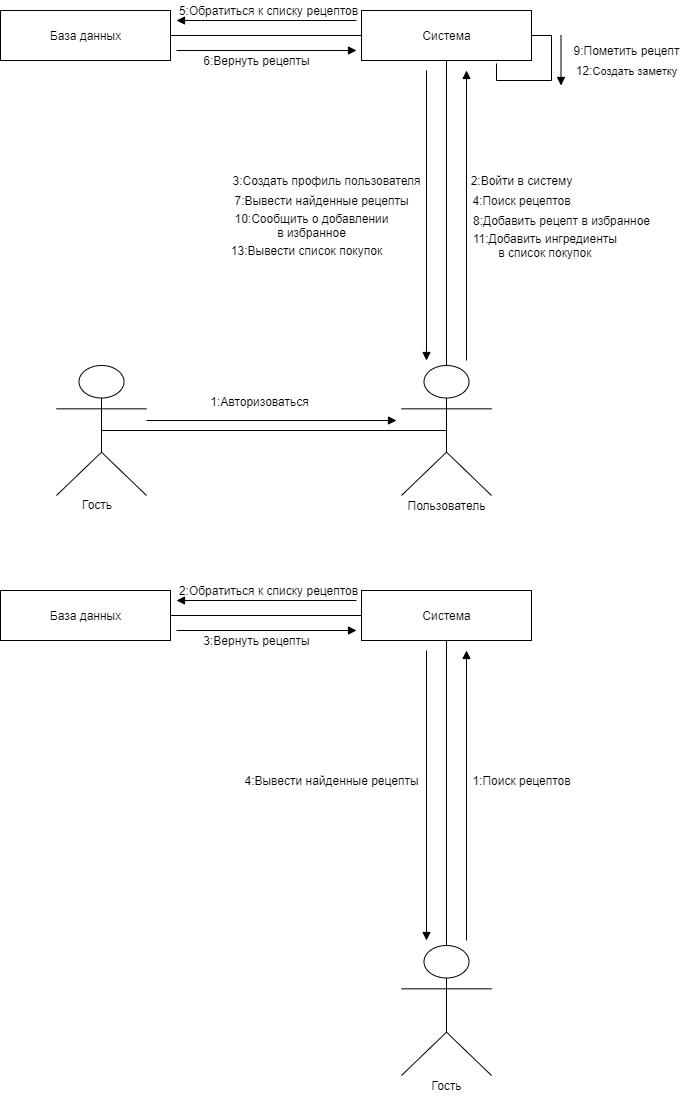 5:Обратиться к списку рецептов
База данных
Система
6:Вернуть рецепты
9:Пометить рецепт
12:Создать заметку
3:Создать профиль пользователя
7:Вывести найденные рецепты
10:Сообщить о добавлении
в избранное
13:Вывести список покупок
2:Войти в систему
4:Поиск рецептов
8:Добавить рецепт в избранное
11:Добавить ингредиенты
в список покупок
1:Авторизоваться
Гость
Пользователь
2:Обратиться к списку рецептов
База данных
Система
3:Вернуть рецепты
4:Вывести найденные рецепты
1:Поиск рецептов
Гость